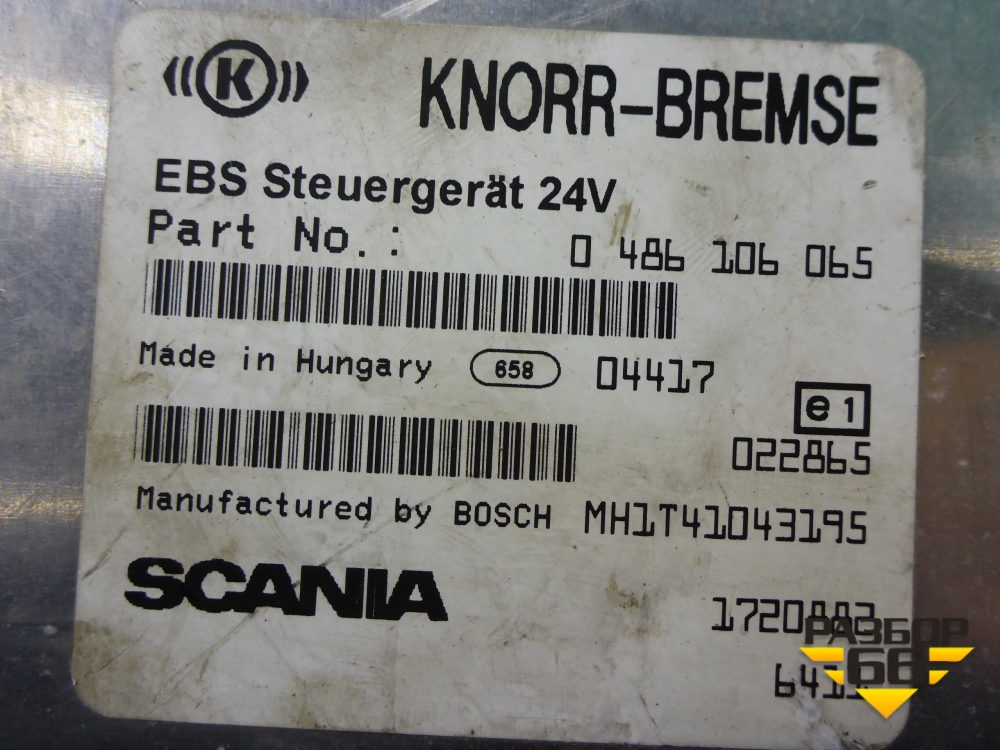 K KNORR-BREMSE
EBS Steuergerät 24V
Part No.: 0 486 106 065
Made in Hungary 658 04417
e1
022865
Manufactured by BOSCH MH1T41043195
SCANIA
РАЗБОР
66